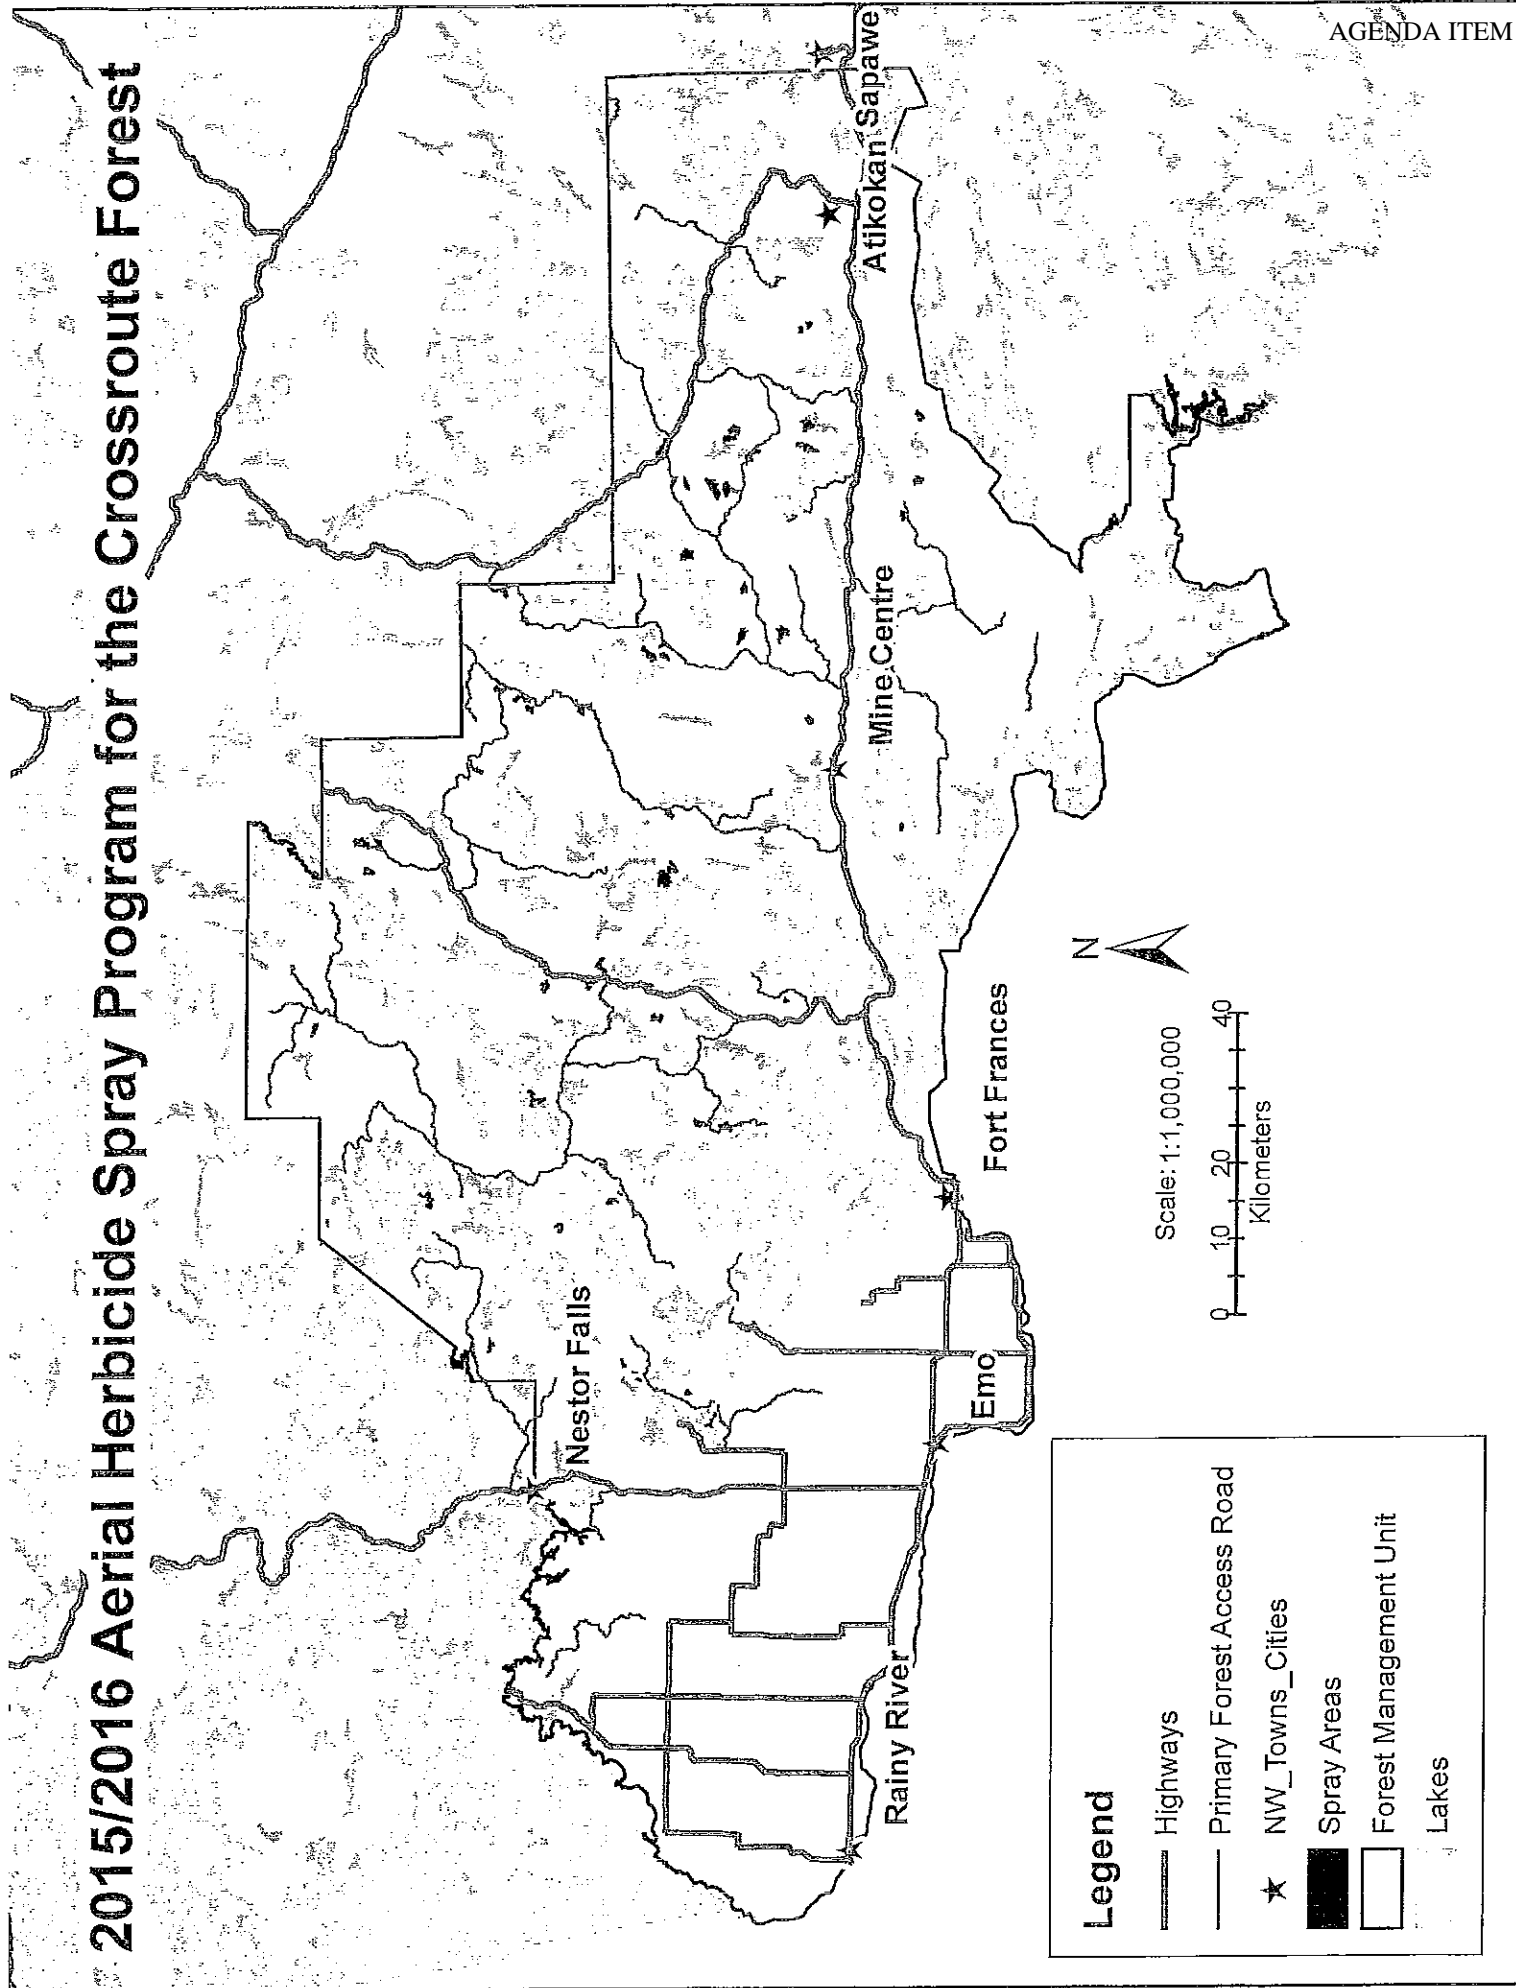 AGENDA ITEM
2015/2016 Aerial Herbicide Spray Program for the Crossroute Forest
Nestor Falls
Rainy River
Emo
Fort Frances
Mine Centre
Atikokan
Sapawe
N
Scale: 1:1,000,000
0 10 20 40
Kilometers
Legend
Highways
Primary Forest Access Road
NW_Towns_Cities
Spray Areas
Forest Management Unit
Lakes